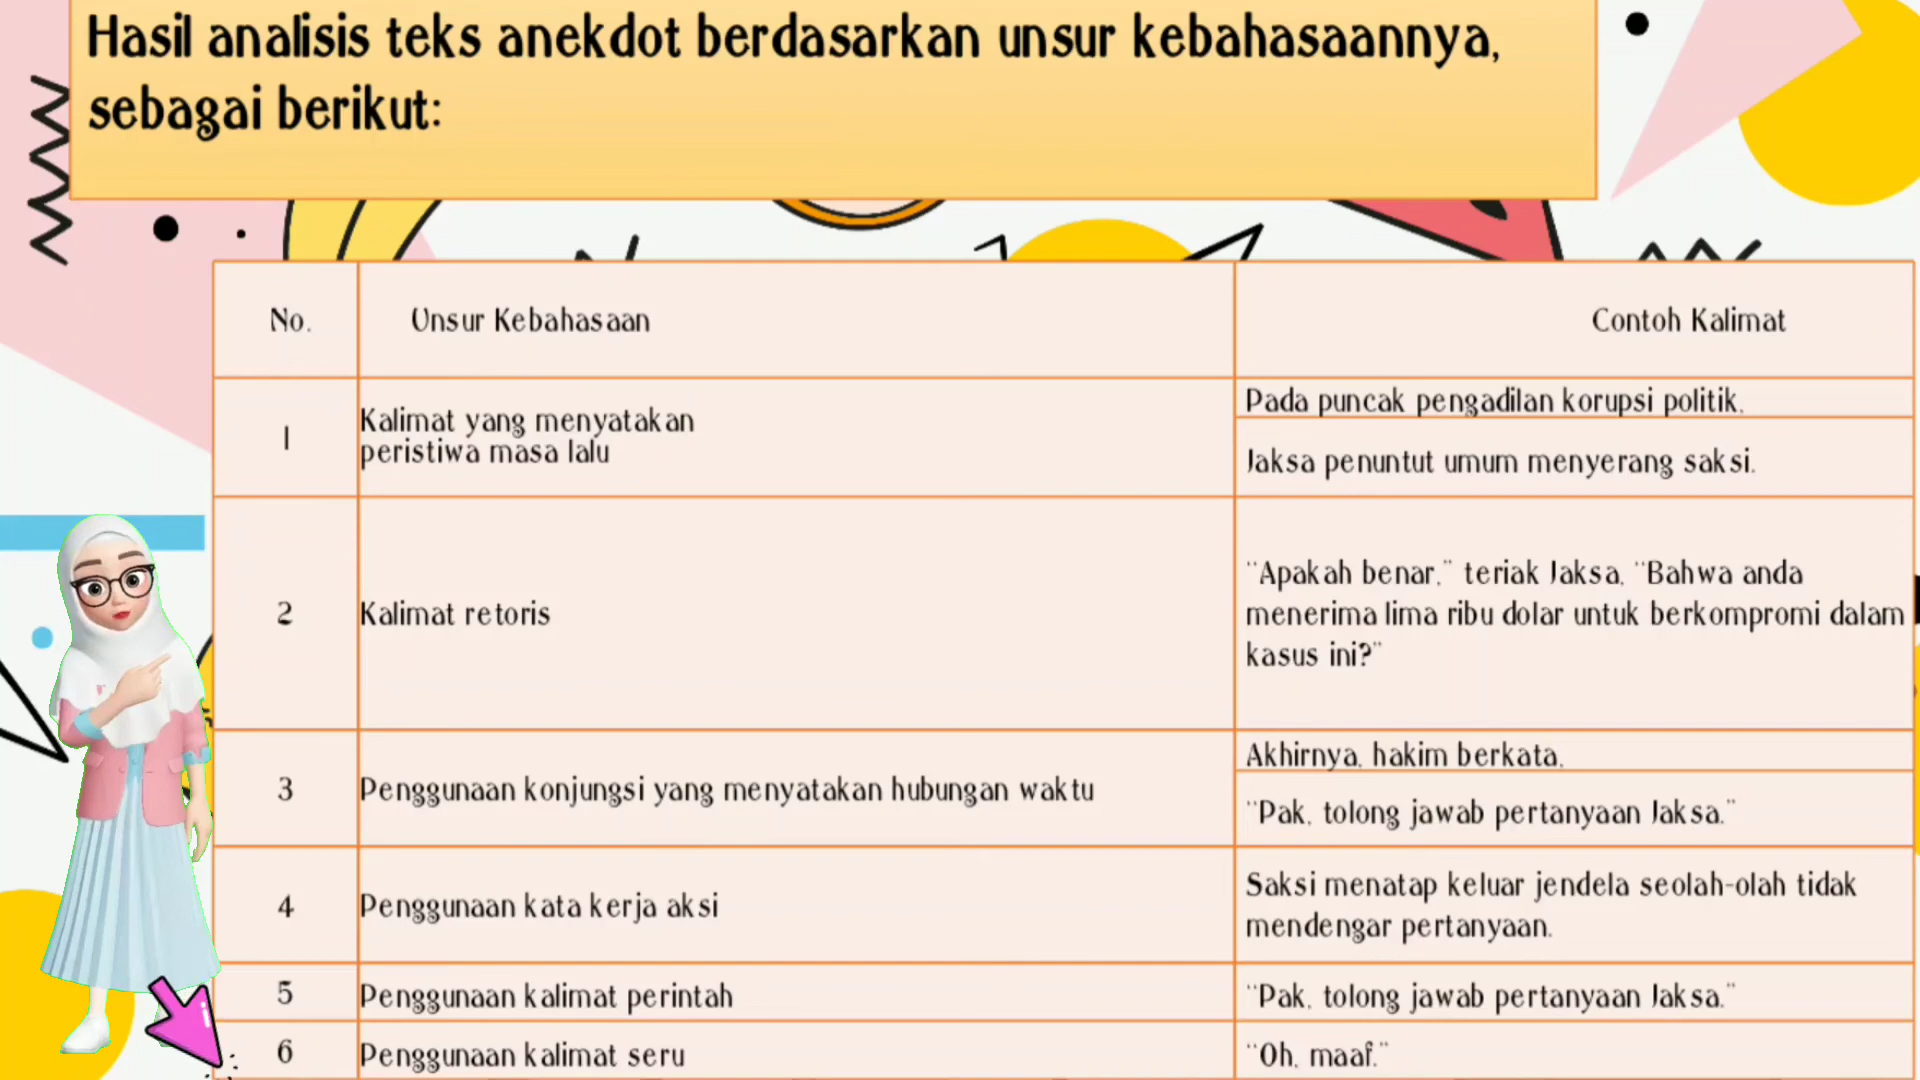 Hasil analisis teks anekdot berdasarkan unsur kebahasaannya,
sebagai berikut:
No. Unsur Kebahasaan Contoh Kalimat
1 Kalimat yang menyatakan
peristiwa masa lalu
Pada puncak pengadilan korupsi politik,
Jaksa penuntut umum menyerang saksi.
2 Kalimat retoris
"Apakah benar," teriak Jaksa, "Bahwa anda
menerima lima ribu dolar untuk berkompromi dalam
kasus ini?"
3 Penggunaan konjungsi yang menyatakan hubungan waktu
Akhirnya, hakim berkata,
"Pak, tolong jawab pertanyaan Jaksa."
4 Penggunaan kata kerja aksi
Saksi menatap keluar jendela seolah-olah tidak
mendengar pertanyaan.
5 Penggunaan kalimat perintah "Pak, tolong jawab pertanyaan Jaksa."
6 Penggunaan kalimat seru "Oh, maaf."